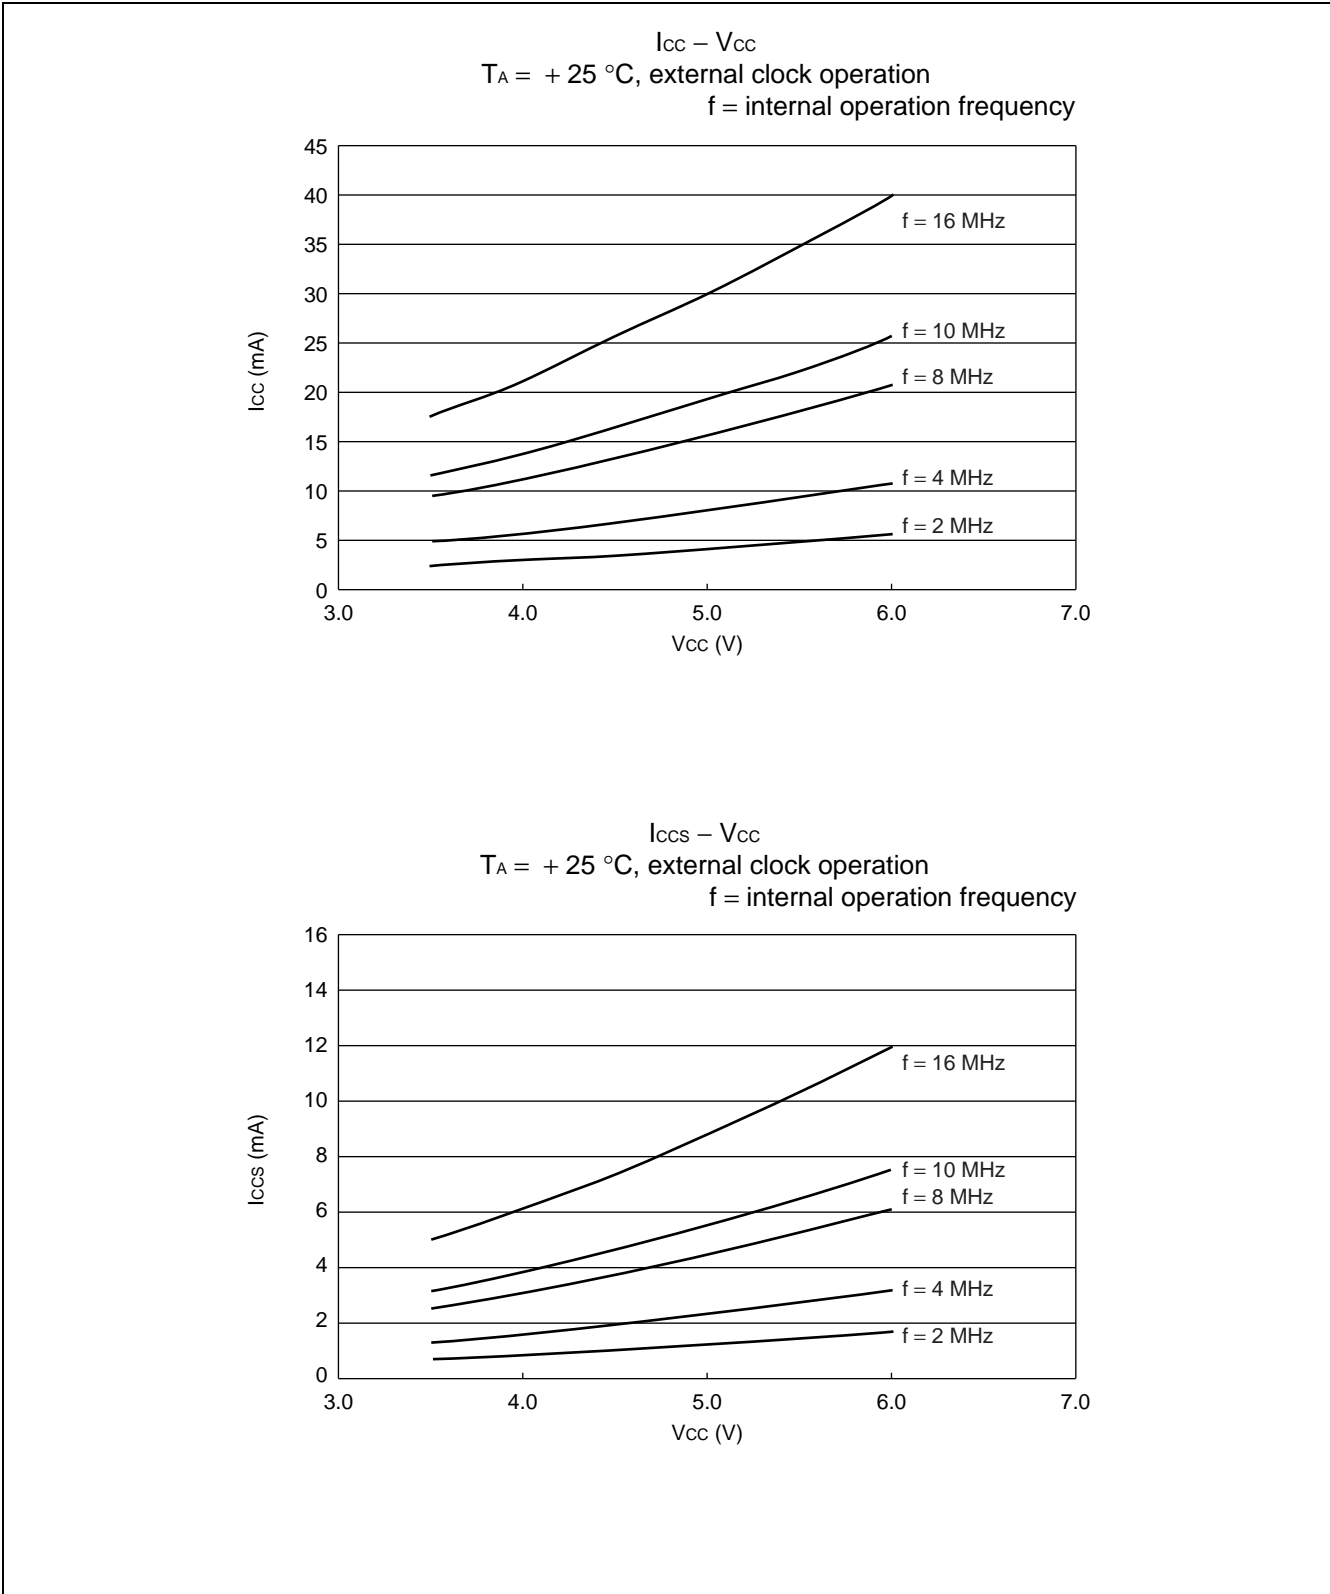 ICC – VCC
TA = + 25 °C, external clock operation
f = internal operation frequency
45
40
35
30
25
20
15
10
5
0
ICC (mA)
f = 16 MHz
f = 10 MHz
f = 8 MHz
f = 4 MHz
f = 2 MHz
3.0 4.0 5.0 6.0 7.0
VCC (V)
ICCS – VCC
TA = + 25 °C, external clock operation
f = internal operation frequency
16
14
12
10
8
6
4
2
0
ICCS (mA)
f = 16 MHz
f = 10 MHz
f = 8 MHz
f = 4 MHz
f = 2 MHz
3.0 4.0 5.0 6.0 7.0
VCC (V)